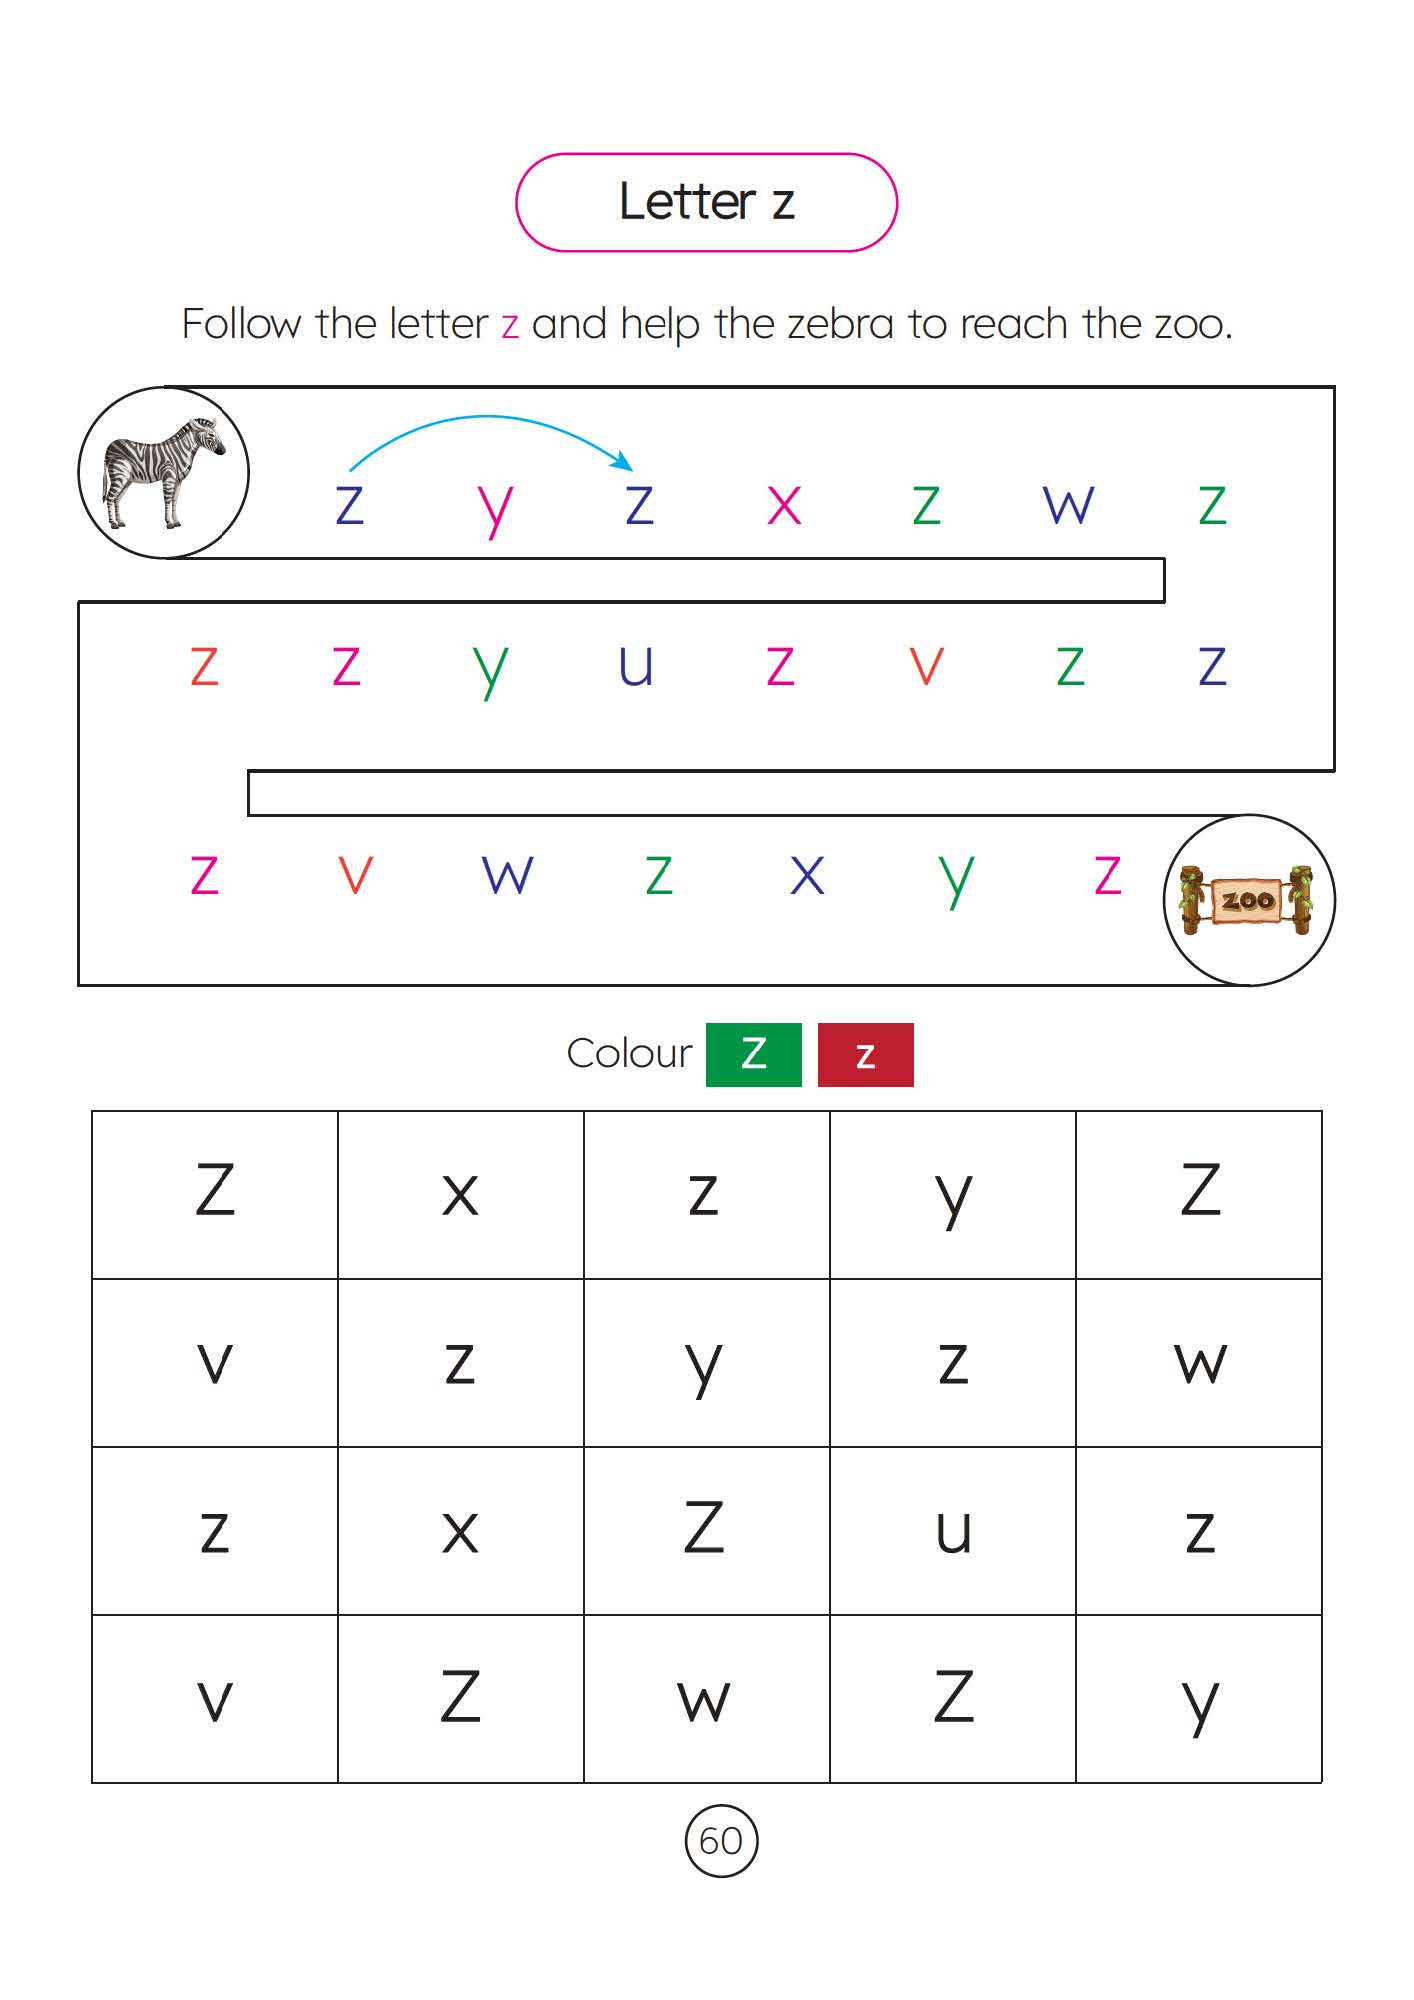 Letter z
Follow the letter z and help the zebra to reach the zoo.
z y z x z w z
z z y u z v z z
z v w z x y z
ZOO
Colour Z z
Z x z y Z
v z y z w
z x Z u z
v Z w Z y
60